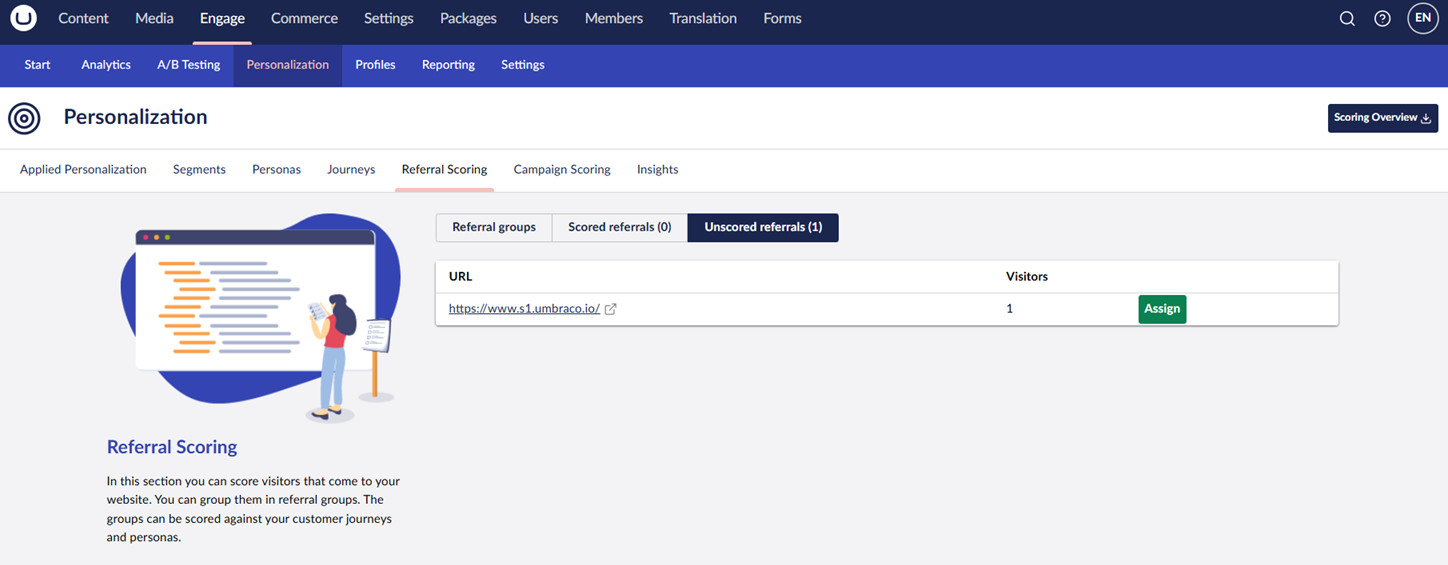 Content Media Engage Commerce Settings Packages Users Members Translation Forms EN
Start Analytics A/B Testing Personalization Profiles Reporting Settings
Personalization
Scoring Overview
Applied Personalization Segments Personas Journeys Referral Scoring Campaign Scoring Insights
Referral groups Scored referrals (0) Unscored referrals (1)
URL Visitors
https://www.s1.umbraco.io/ 1 Assign
Referral Scoring
In this section you can score visitors that come to your
website. You can group them in referral groups. The
groups can be scored against your customer journeys
and personas.